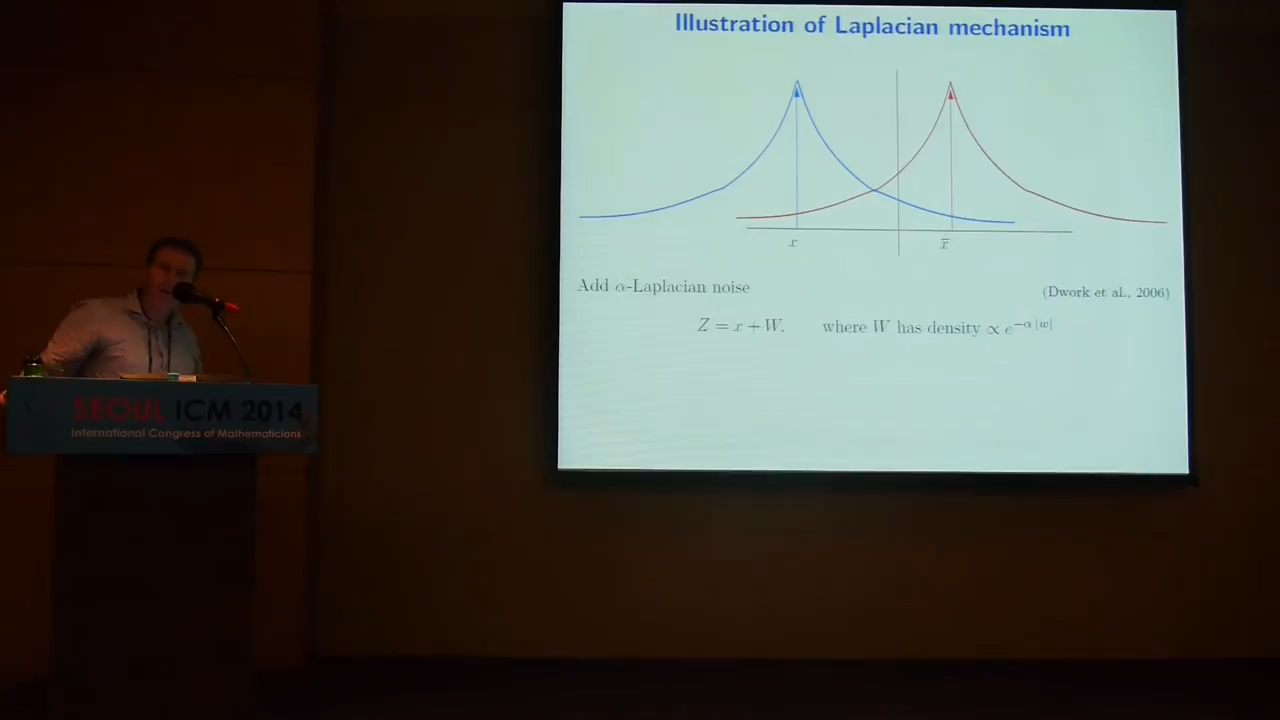 Illustration of Laplacian mechanism
x
x̅
Add α-Laplacian noise
(Dwork et al., 2006)
Z = x + W, where W has density ∝ e^{-α|w|}
SEOUL ICM 2014
International Congress of Mathematicians